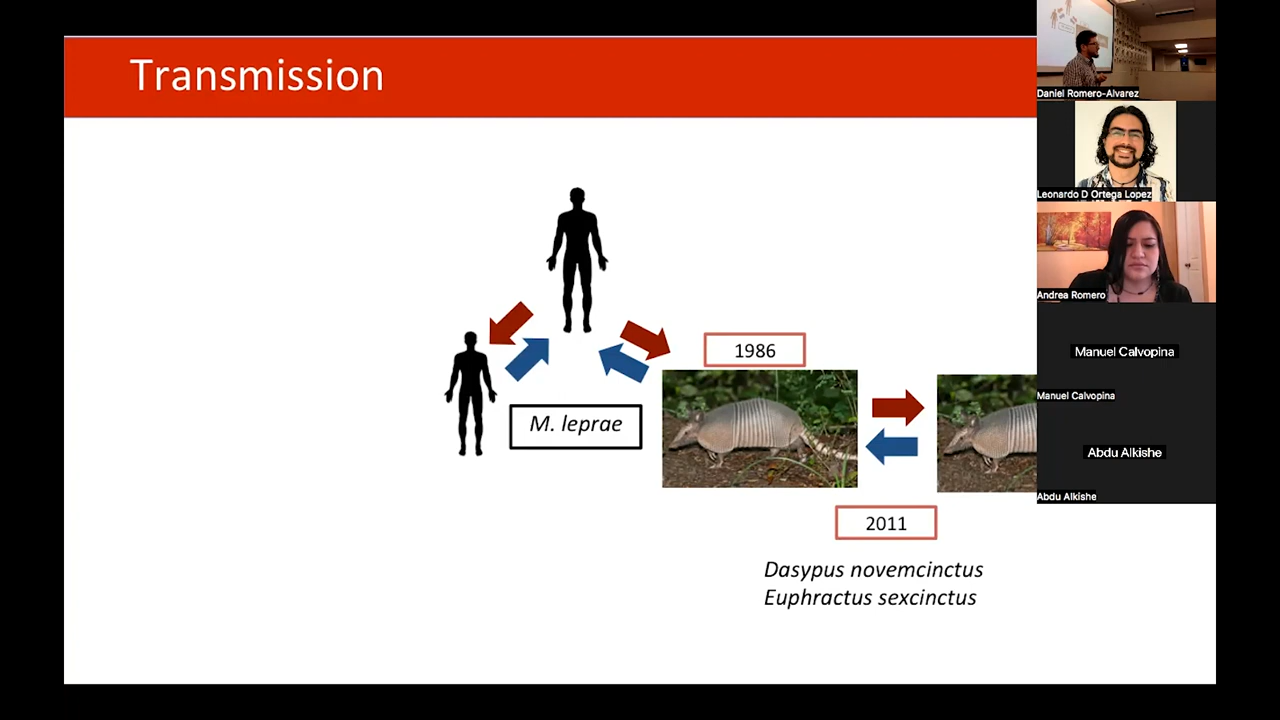 Transmission
1986
M. leprae
2011
Dasypus novemcinctus
Euphractus sexcinctus
Daniel Romero-Alvarez
Leonardo D Ortega Lopez
Andrea Romero
Manuel Calvopina
Manuel Calvopina
Abdu Alkishe
Abdu Alkishe